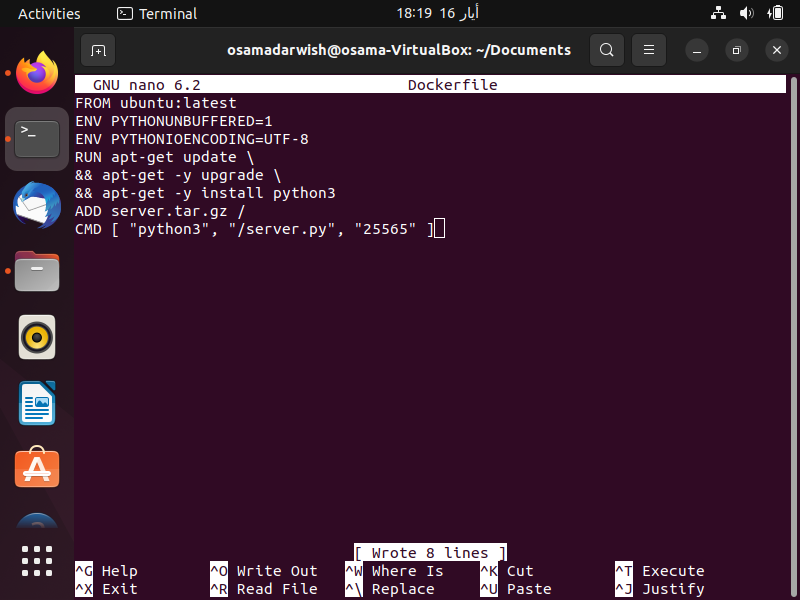 Activities
Terminal
18:19 16 أيار
osamadarwish@osama-VirtualBox: ~/Documents
GNU nano 6.2 Dockerfile
FROM ubuntu:latest
ENV PYTHONUNBUFFERED=1
ENV PYTHONIOENCODING=UTF-8
RUN apt-get update \
&& apt-get -y upgrade \
&& apt-get -y install python3
ADD server.tar.gz /
CMD [ "python3", "/server.py", "25565" ]
[ Wrote 8 lines ]
^G Help ^O Write Out ^W Where Is ^K Cut ^T Execute
^X Exit ^R Read File ^\ Replace ^U Paste ^J Justify